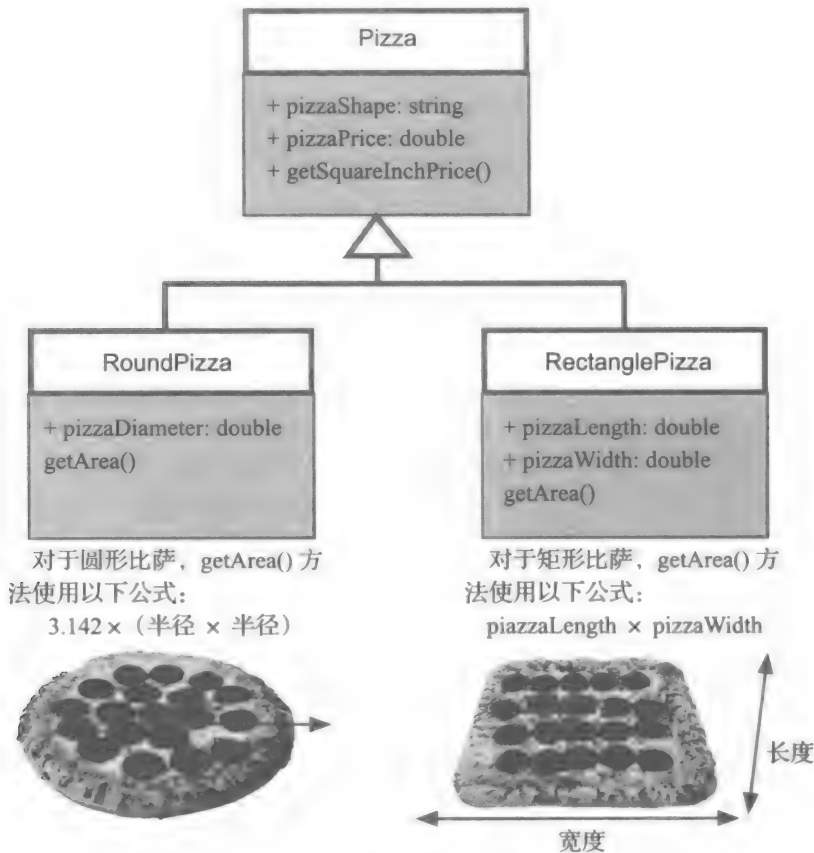 Pizza
+ pizzaShape: string
+ pizzaPrice: double
+ getSquareInchPrice()
RoundPizza
+ pizzaDiameter: double
getArea()
RectanglePizza
+ pizzaLength: double
+ pizzaWidth: double
getArea()
对于圆形比萨，getArea() 方
法使用以下公式：
3.142 ×（半径 × 半径）
对于矩形比萨，getArea() 方
法使用以下公式：
piazzaLength × pizzaWidth
长度
宽度